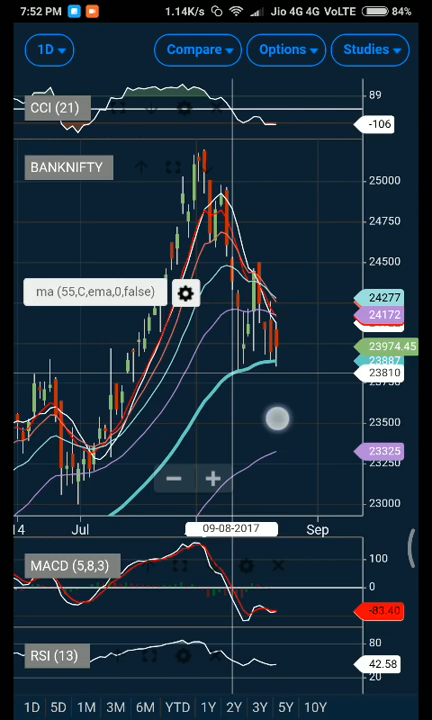 7:52 PM 1.14K/s Jio 4G 4G VoLTE 84%
1D Compare Options Studies
CCI (21)
89
-106
BANKNIFTY
25000
24750
24500
ma (55,C,ema,0,false)
24277
24172
23974.45
23887
23810
23500
23325
23250
23000
14 Jul 09-08-2017 Sep
MACD (5,8,3)
100
0
-83.40
RSI (13)
80
42.58
20
1D 5D 1M 3M 6M YTD 1Y 2Y 3Y 5Y 10Y